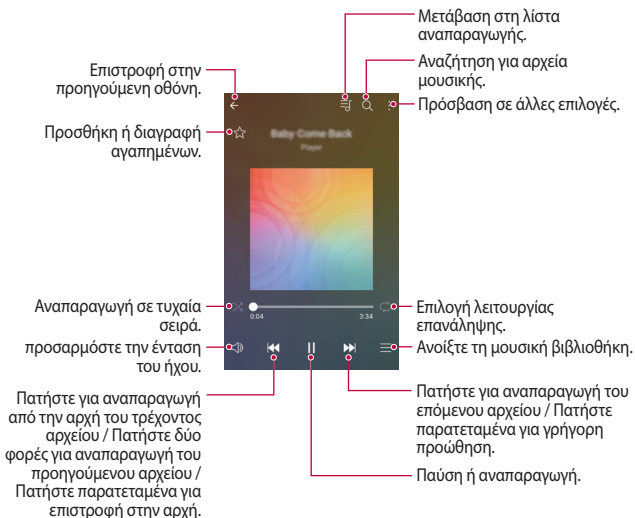 Μετάβαση στη λίστα
αναπαραγωγής.
Αναζήτηση για αρχεία
μουσικής.
Πρόσβαση σε άλλες επιλογές.
Επιστροφή στην
προηγούμενη οθόνη.
Προσθήκη ή διαγραφή
αγαπημένων.
Baby Come Back
Player
0:04
3:34
Αναπαραγωγή σε τυχαία
σειρά.
προσαρμόστε την ένταση
του ήχου.
Πατήστε για αναπαραγωγή
από την αρχή του τρέχοντος
αρχείου / Πατήστε δύο
φορές για αναπαραγωγή του
προηγούμενου αρχείου /
Πατήστε παρατεταμένα για
επιστροφή στην αρχή.
Επιλογή λειτουργίας
επανάληψης.
Ανοίξτε τη μουσική βιβλιοθήκη.
Πατήστε για αναπαραγωγή του
επόμενου αρχείου / Πατήστε
παρατεταμένα για γρήγορη
προώθηση.
Παύση ή αναπαραγωγή.